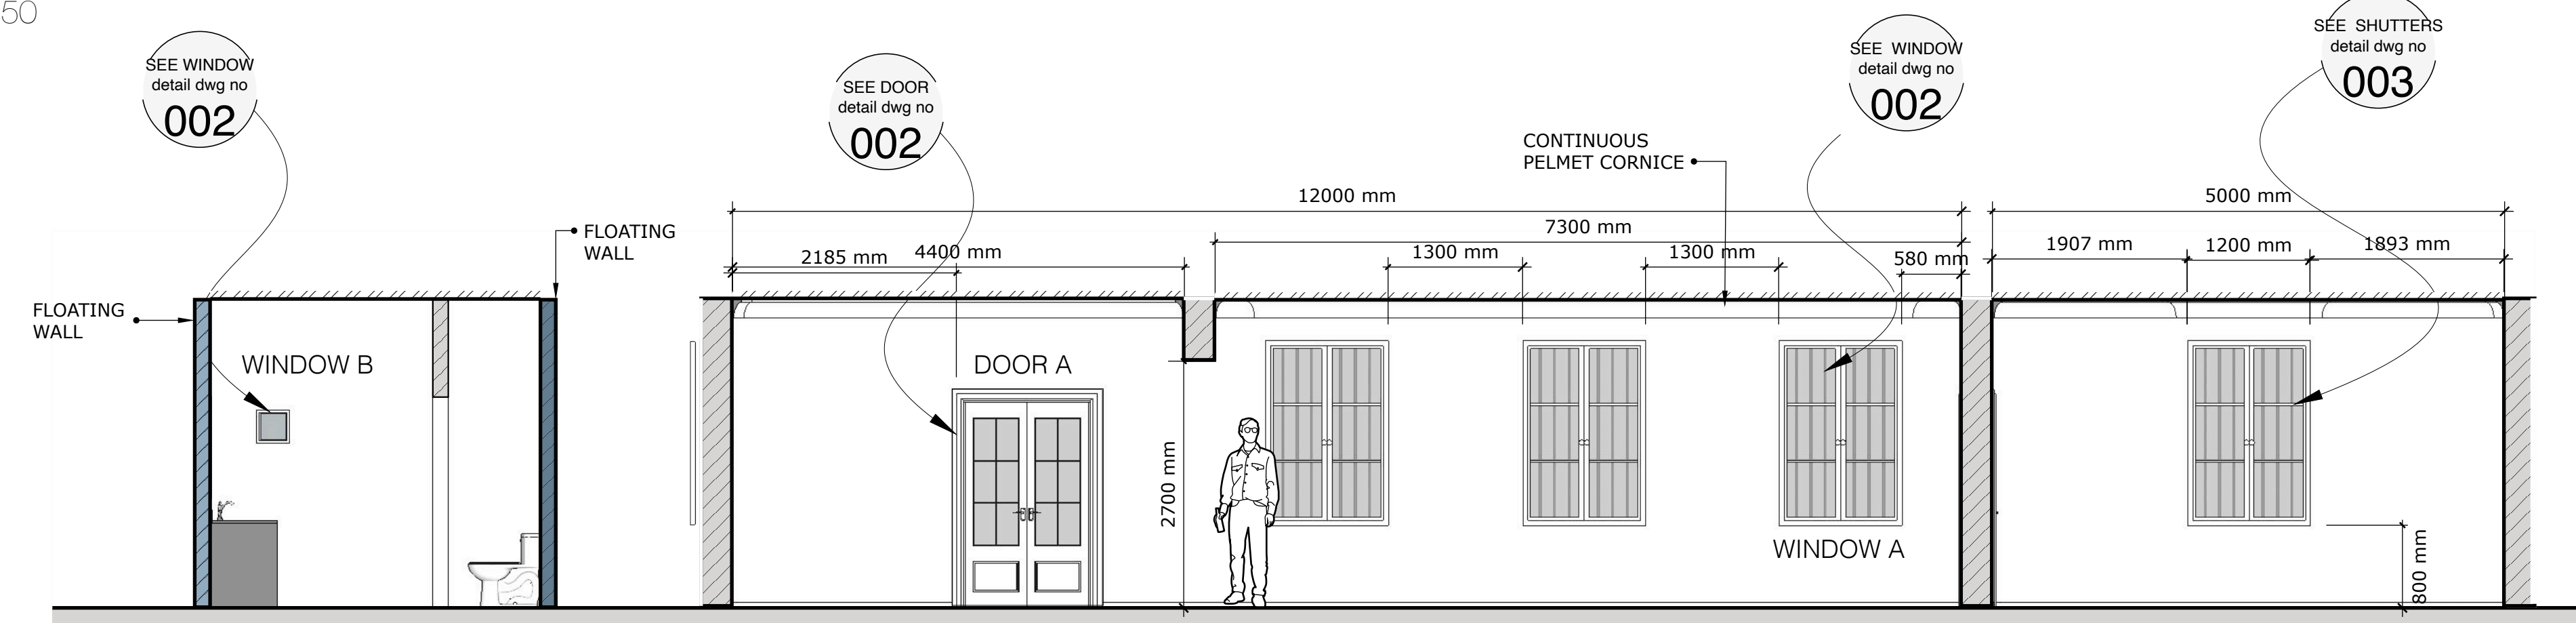 50
SEE WINDOW
detail dwg no
002
SEE DOOR
detail dwg no
002
SEE WINDOW
detail dwg no
002
SEE SHUTTERS
detail dwg no
003
CONTINUOUS
PELMET CORNICE
12000 mm
5000 mm
7300 mm
FLOATING
WALL
2185 mm
4400 mm
1300 mm
1300 mm
580 mm
1907 mm
1200 mm
1893 mm
FLOATING
WALL
WINDOW B
DOOR A
2700 mm
WINDOW A
800 mm